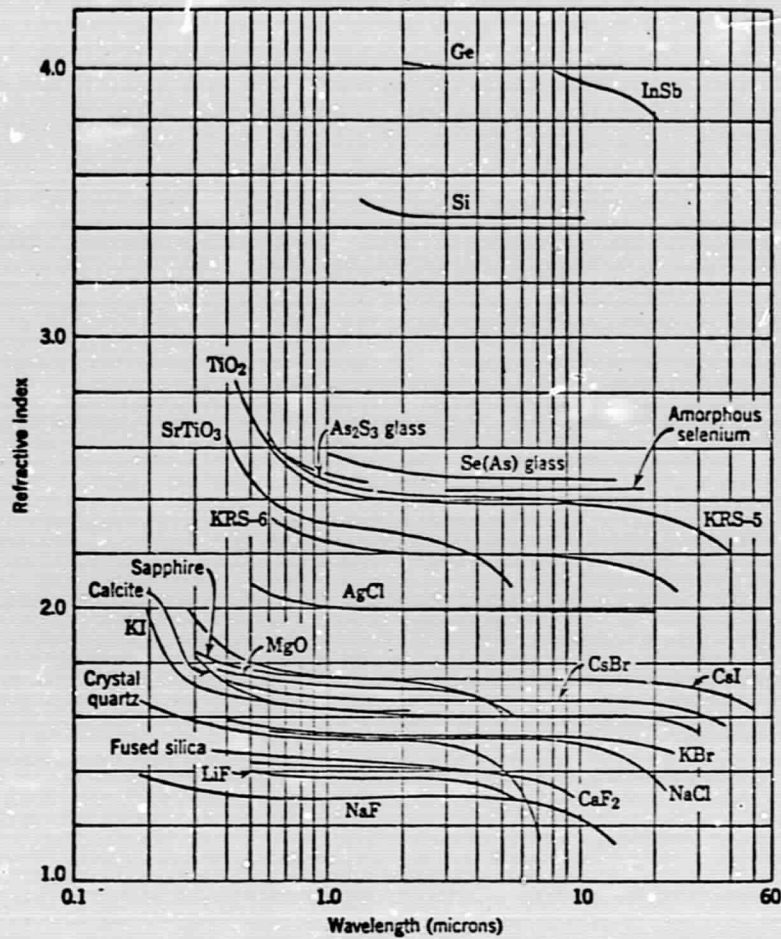 4.0
Ge
InSb
Si
3.0
TiO2
SrTiO3
As2S3 glass
Amorphous
selenium
Se(As) glass
KRS-6
KRS-5
Sapphire
Calcite
2.0
AgCl
KI
MgO
CsBr
CsI
Crystal
quartz
Fused silica
KBr
LiF
CaF2
NaCl
NaF
1.0
0.1
1.0
10
60
Refractive index
Wavelength (microns)